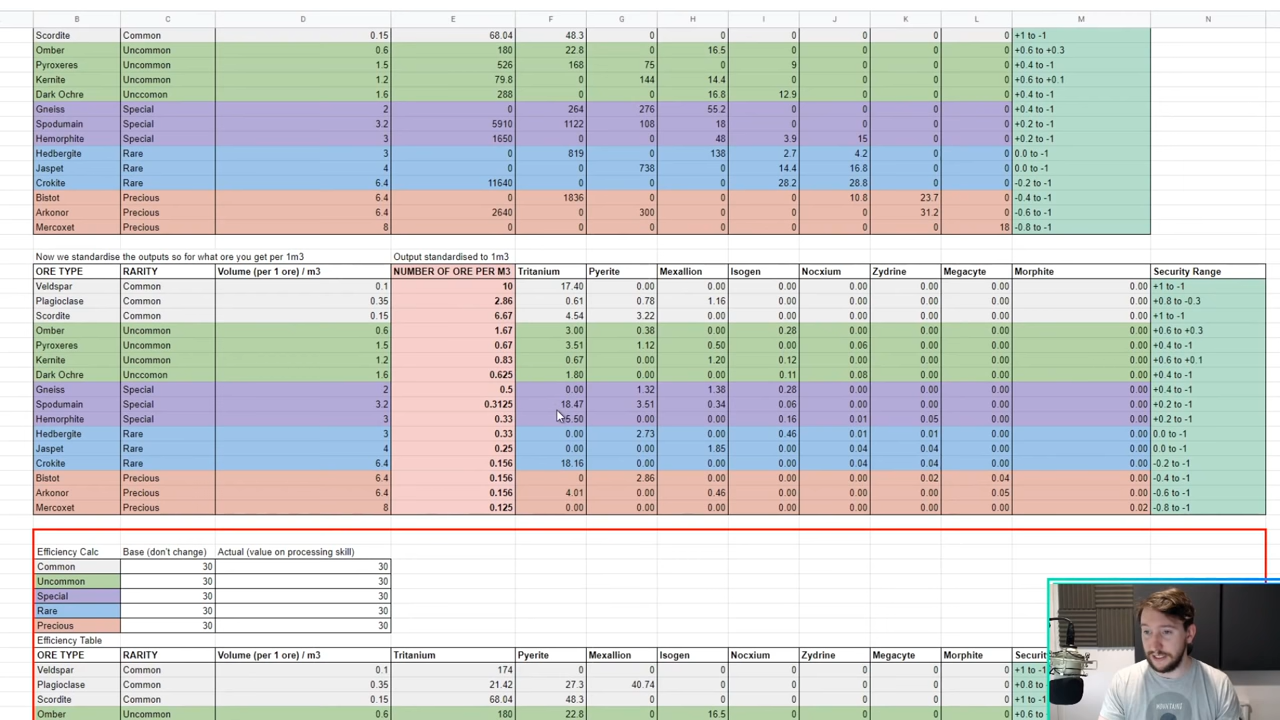 B C D E F G H I J K L M N
Scordite Common 0.15 68.04 48.3 0 0 0 0 0 0 +1 to -1
Omber Uncommon 0.6 180 22.8 0 16.5 0 0 0 0 +0.6 to +0.3
Pyroxeres Uncommon 1.5 526 168 75 0 9 0 0 0 +0.4 to -1
Kernite Uncommon 1.2 79.8 0 144 14.4 0 0 0 0 +0.6 to +0.1
Dark Ochre Unccommon 1.6 288 0 0 16.8 12.9 0 0 0 +0.4 to -1
Gneiss Special 2 0 264 276 55.2 0 0 0 0 +0.4 to -1
Spodumain Special 3.2 5910 1122 108 18 0 0 0 0 +0.2 to -1
Hemorphite Special 3 1650 0 0 48 3.9 15 0 0 +0.2 to -1
Hedbergite Rare 3 0 819 0 138 2.7 4.2 0 0 0.0 to -1
Jaspet Rare 4 0 0 738 0 14.4 16.8 0 0 0.0 to -1
Crokite Rare 6.4 11640 0 0 0 28.2 28.8 0 0 -0.2 to -1
Bistot Precious 6.4 0 1836 0 0 0 10.8 23.7 0 -0.4 to -1
Arkonor Precious 6.4 2640 0 300 0 0 0 31.2 0 -0.6 to -1
Mercoxet Precious 8 0 0 0 0 0 0 0 18 -0.8 to -1
Now we standardise the outputs so for what ore you get per 1m3 Output standardised to 1m3
ORE TYPE RARITY Volume (per 1 ore) / m3 NUMBER OF ORE PER M3 Tritanium Pyerite Mexallion Isogen Nocxium Zydrine Megacyte Morphite Security Range
Veldspar Common 0.1 10 17.40 0.00 0.00 0.00 0.00 0.00 0.00 0.00 +1 to -1
Plagioclase Common 0.35 2.86 0.61 0.78 1.16 0.00 0.00 0.00 0.00 0.00 +0.8 to -0.3
Scordite Common 0.15 6.67 4.54 3.22 0.00 0.00 0.00 0.00 0.00 0.00 +1 to -1
Omber Uncommon 0.6 1.67 3.00 0.38 0.00 0.28 0.00 0.00 0.00 0.00 +0.6 to +0.3
Pyroxeres Uncommon 1.5 0.67 3.51 1.12 0.50 0.00 0.06 0.00 0.00 0.00 +0.4 to -1
Kernite Uncommon 1.2 0.83 0.67 0.00 1.20 0.12 0.00 0.00 0.00 0.00 +0.6 to +0.1
Dark Ochre Unccommon 1.6 0.625 1.80 0.00 0.00 0.11 0.08 0.00 0.00 0.00 +0.4 to -1
Gneiss Special 2 0.5 0.00 1.32 1.38 0.28 0.00 0.00 0.00 0.00 +0.4 to -1
Spodumain Special 3.2 0.3125 18.47 3.51 0.34 0.06 0.00 0.00 0.00 0.00 +0.2 to -1
Hemorphite Special 3 0.33 5.50 0.00 0.00 0.16 0.01 0.05 0.00 0.00 +0.2 to -1
Hedbergite Rare 3 0.33 0.00 2.73 0.00 0.46 0.01 0.01 0.00 0.00 0.0 to -1
Jaspet Rare 4 0.25 0.00 0.00 1.85 0.00 0.04 0.04 0.00 0.00 0.0 to -1
Crokite Rare 6.4 0.156 18.16 0.00 0.00 0.00 0.04 0.04 0.00 0.00 -0.2 to -1
Bistot Precious 6.4 0.156 0 2.86 0.00 0.00 0.00 0.02 0.04 0.00 -0.4 to -1
Arkonor Precious 6.4 0.156 4.01 0.00 0.46 0.00 0.00 0.00 0.05 0.00 -0.6 to -1
Mercoxet Precious 8 0.125 0.00 0.00 0.00 0.00 0.00 0.00 0.00 0.02 -0.8 to -1
Efficiency Calc Base (don't change) Actual (value on processing skill)
Common 30 30
Uncommon 30 30
Special 30 30
Rare 30 30
Precious 30 30
Efficiency Table
ORE TYPE RARITY Volume (per 1 ore) / m3 Tritanium Pyerite Mexallion Isogen Nocxium Zydrine Megacyte Morphite
Veldspar Common 0.1 174 0 0 0 0 0 0 0 +1 to -1
Plagioclase Common 0.35 21.42 27.3 40.74 0 0 0 0 0 +0.8 to
Scordite Common 0.15 68.04 48.3 0 0 0 0 0 0 +1 to -1
Omber Uncommon 0.6 180 22.8 0 16.5 0 0 0 0 +0.6 to